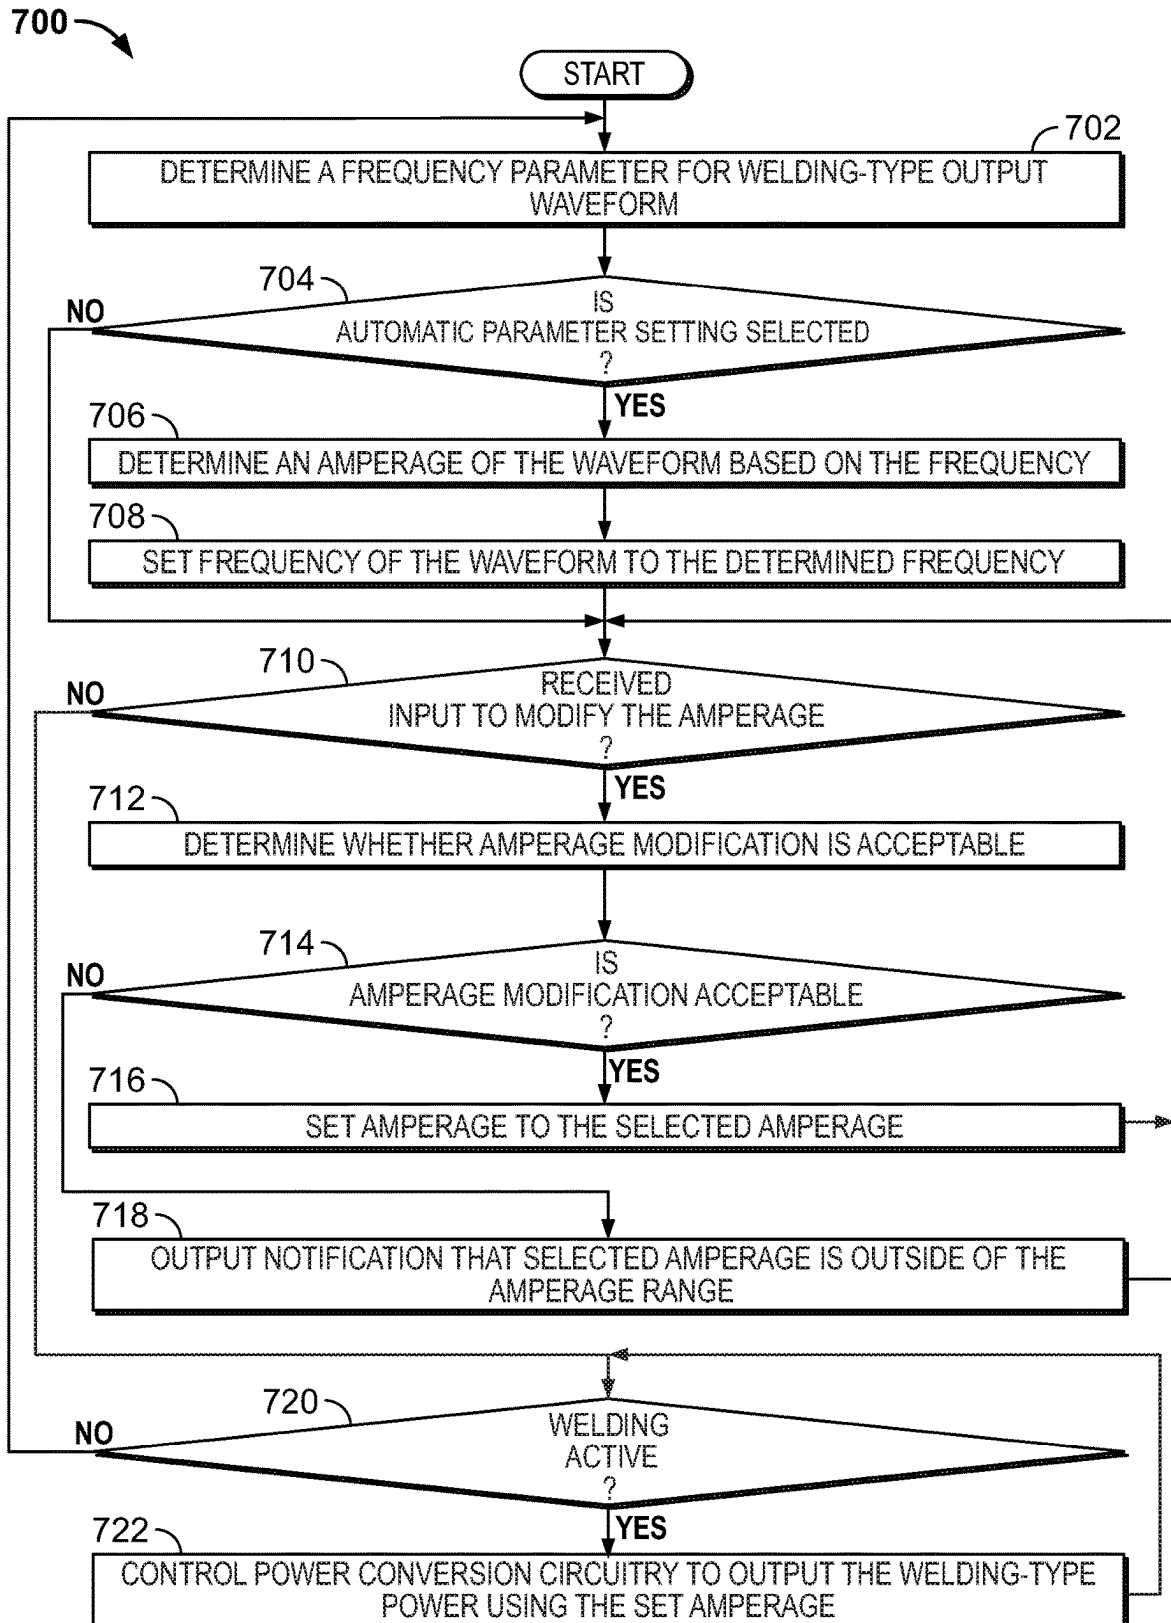 700
START
702
DETERMINE A FREQUENCY PARAMETER FOR WELDING-TYPE OUTPUT
WAVEFORM
704
NO
IS
AUTOMATIC PARAMETER SETTING SELECTED
?
YES
706
DETERMINE AN AMPERAGE OF THE WAVEFORM BASED ON THE FREQUENCY
708
SET FREQUENCY OF THE WAVEFORM TO THE DETERMINED FREQUENCY
710
NO
RECEIVED
INPUT TO MODIFY THE AMPERAGE
?
YES
712
DETERMINE WHETHER AMPERAGE MODIFICATION IS ACCEPTABLE
714
NO
IS
AMPERAGE MODIFICATION ACCEPTABLE
?
YES
716
SET AMPERAGE TO THE SELECTED AMPERAGE
718
OUTPUT NOTIFICATION THAT SELECTED AMPERAGE IS OUTSIDE OF THE
AMPERAGE RANGE
720
NO
WELDING
ACTIVE
?
YES
722
CONTROL POWER CONVERSION CIRCUITRY TO OUTPUT THE WELDING-TYPE
POWER USING THE SET AMPERAGE